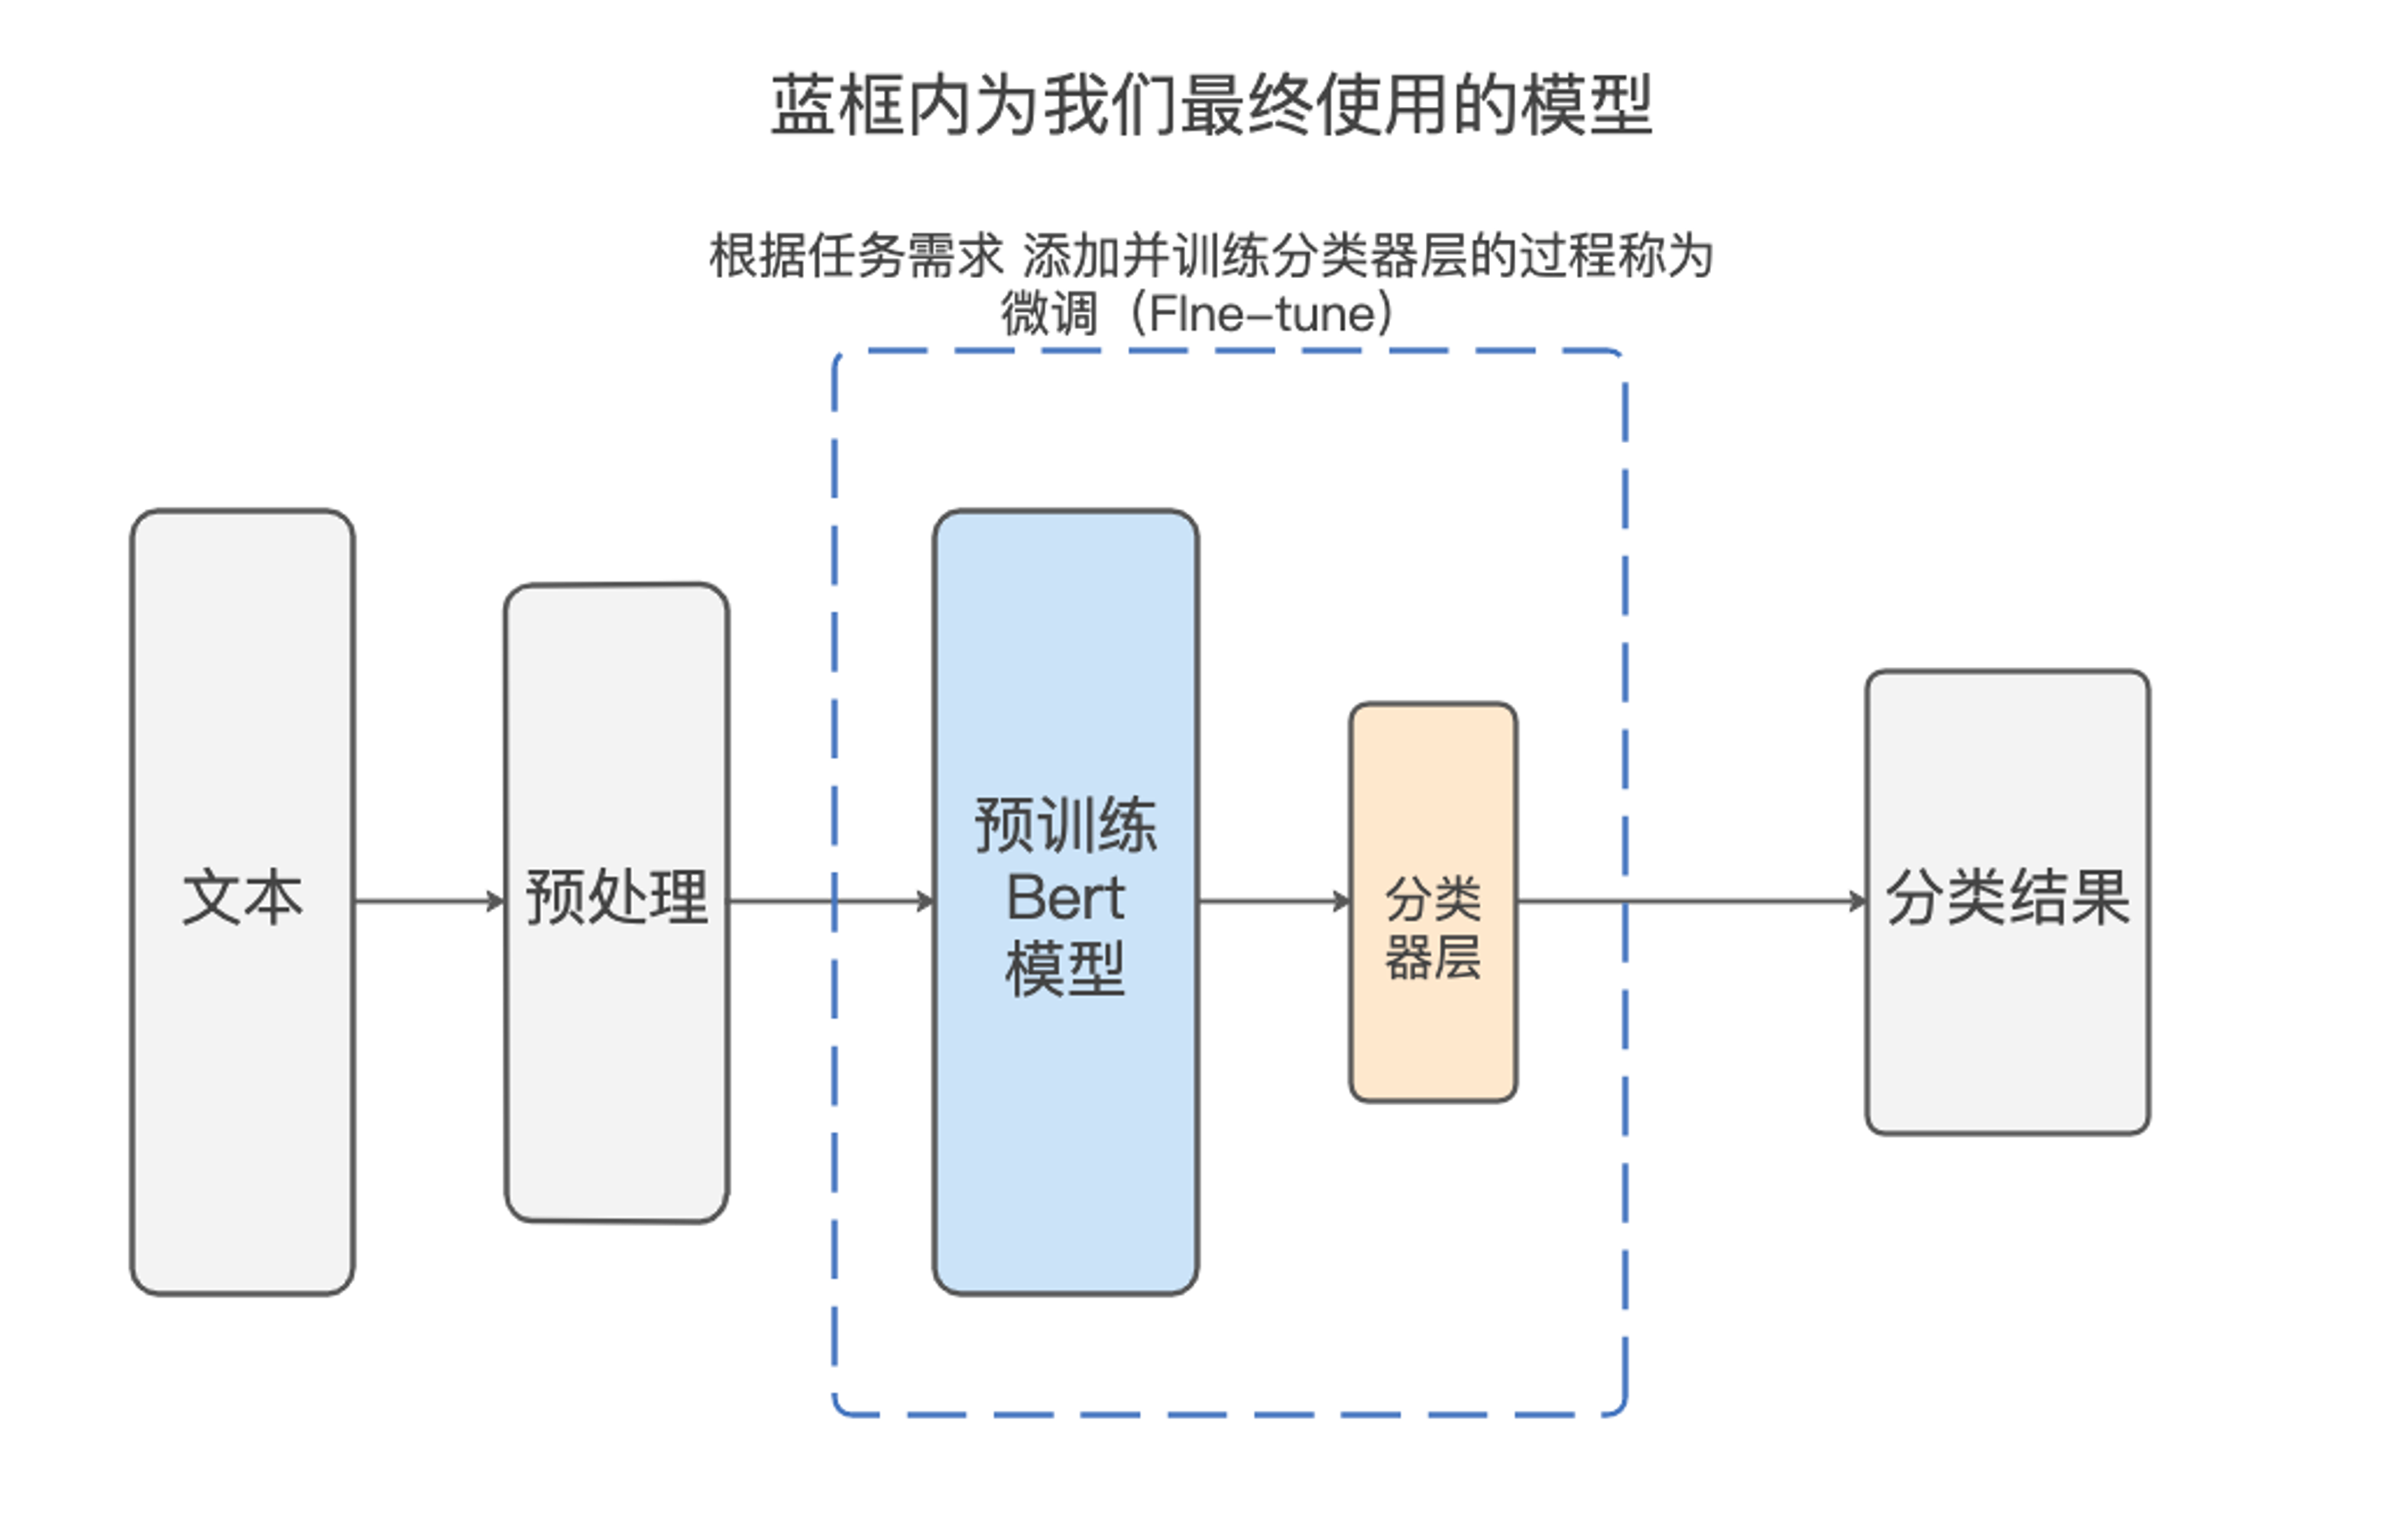 蓝框内为我们最终使用的模型
根据任务需求 添加并训练分类器层的过程称为
微调（FIne-tune）
文本
预处理
预训练
Bert
模型
分类
器层
分类结果